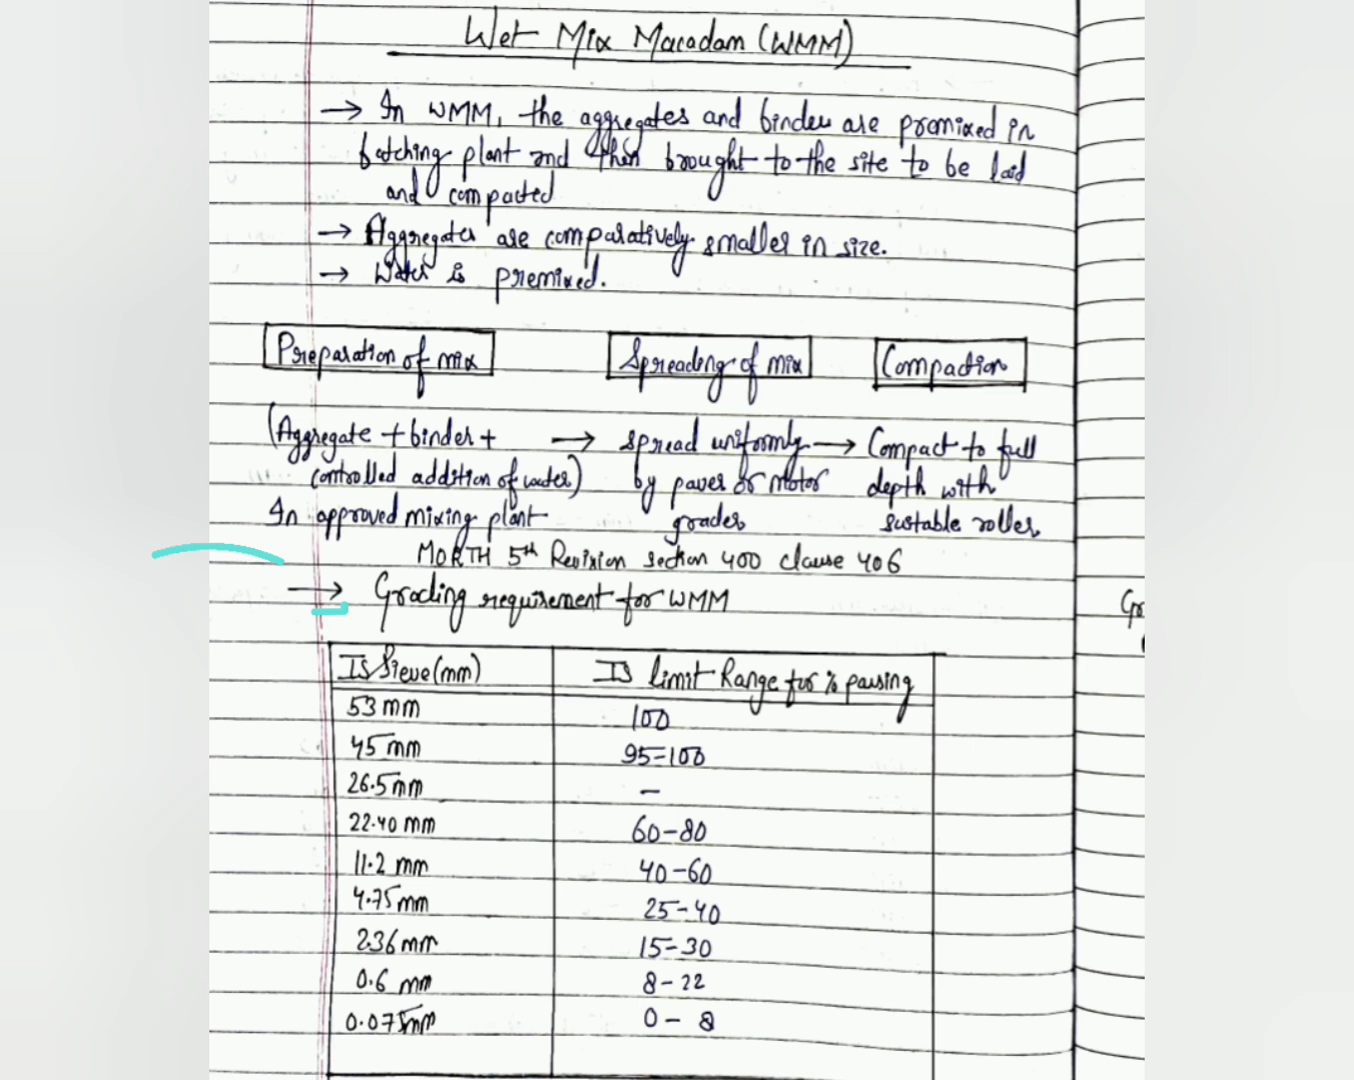 Wet Mix Macadam (WMM)
→ In WMM, the aggregates and binder are premixed in
batching plant and then brought to the site to be laid
and compacted
→ Aggregates are comparatively smaller in size.
→ Water is premixed.
Preparation of mix Spreading of mix Compaction
(Aggregate + binder + → spread uniformly → Compact to full
controlled addition of water) by paver or motor depth with
In approved mixing plant grader suitable roller
MORTH 5th Revision section 400 clause 406
→ Grading requirement for WMM
IS Sieve (mm) IS limit Range for % passing
53 mm 100
45 mm 95-100
26.5 mm -
22.40 mm 60-80
11.2 mm 40-60
4.75 mm 25-40
2.36 mm 15-30
0.6 mm 8-22
0.075 mm 0-8